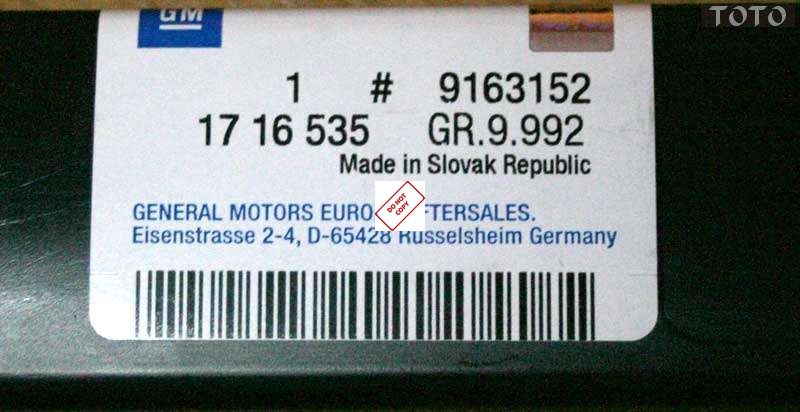 GM
TOTO
1 # 9163152
17 16 535 GR.9.992
Made in Slovak Republic
DO NOT
COPY
GENERAL MOTORS EURO FTERSALES.
Eisenstrasse 2-4, D-65428 Russelsheim Germany